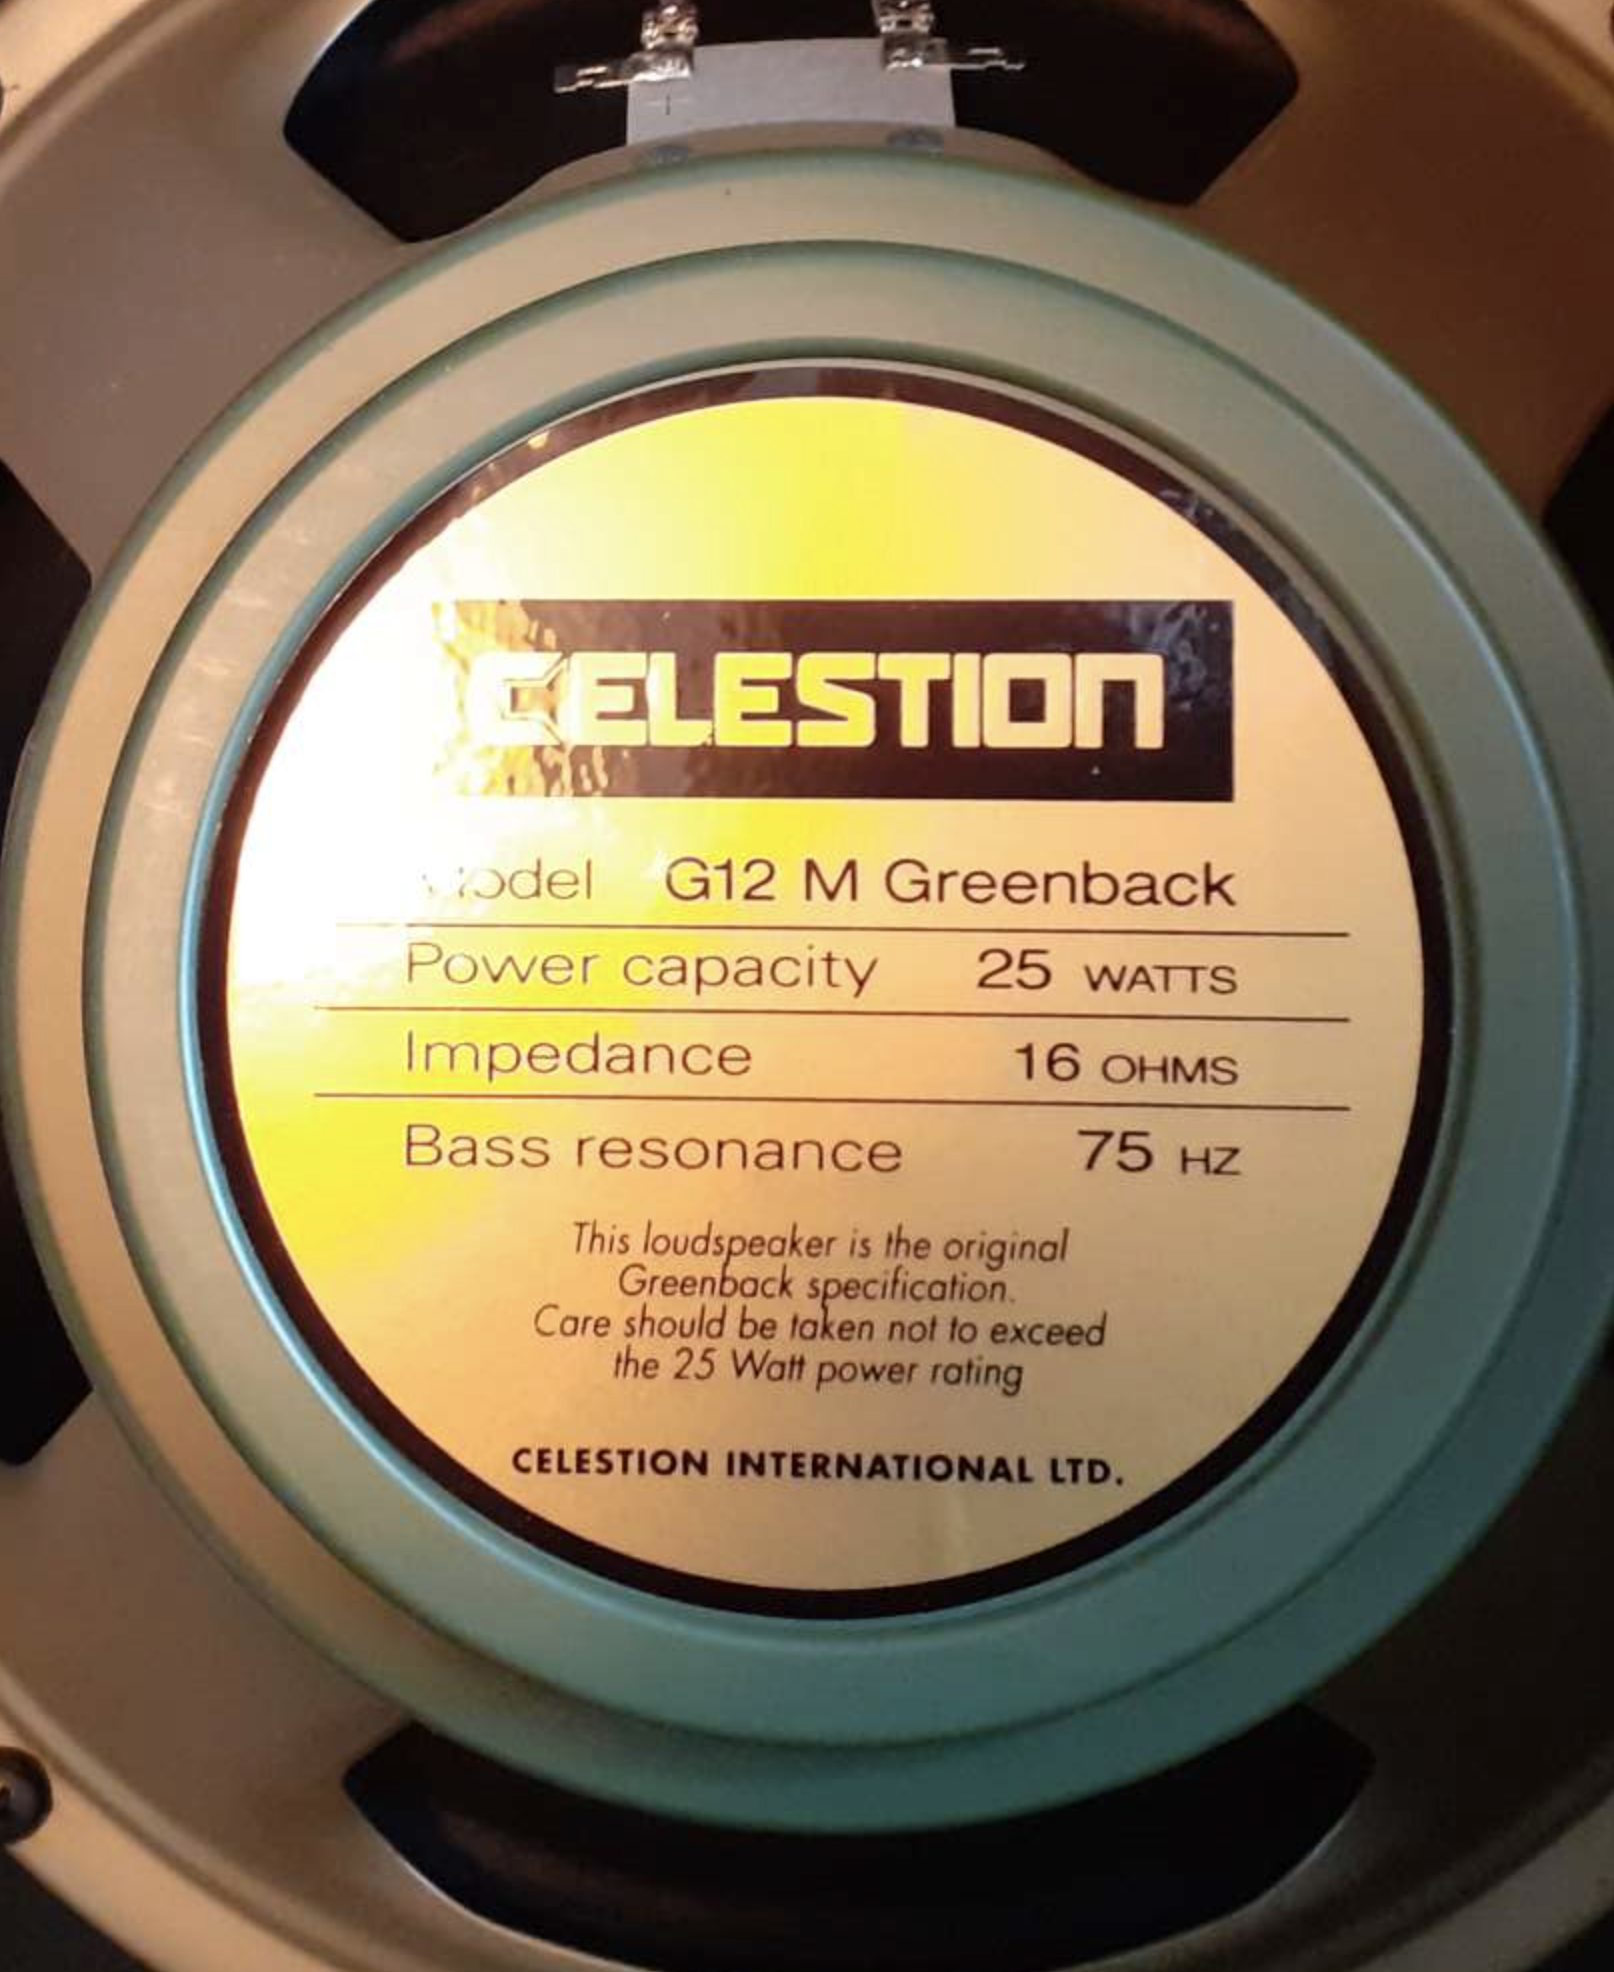 CELESTION
Model G12 M Greenback
Power capacity 25 WATTS
Impedance 16 OHMS
Bass resonance 75 HZ
This loudspeaker is the original
Greenback specification.
Care should be taken not to exceed
the 25 Watt power rating
CELESTION INTERNATIONAL LTD.